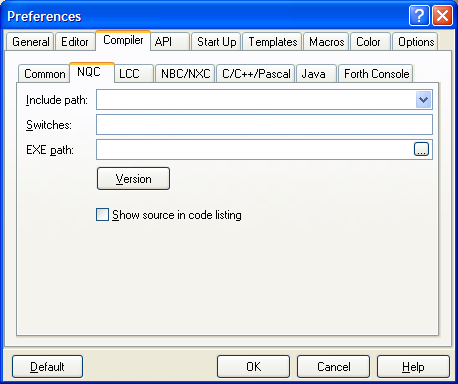 Preferences
General Editor Compiler API Start Up Templates Macros Color Options
Common NQC LCC NBC/NXC C/C++/Pascal Java Forth Console
Include path:
Switches:
EXE path:
...
Version
Show source in code listing
Default OK Cancel Help